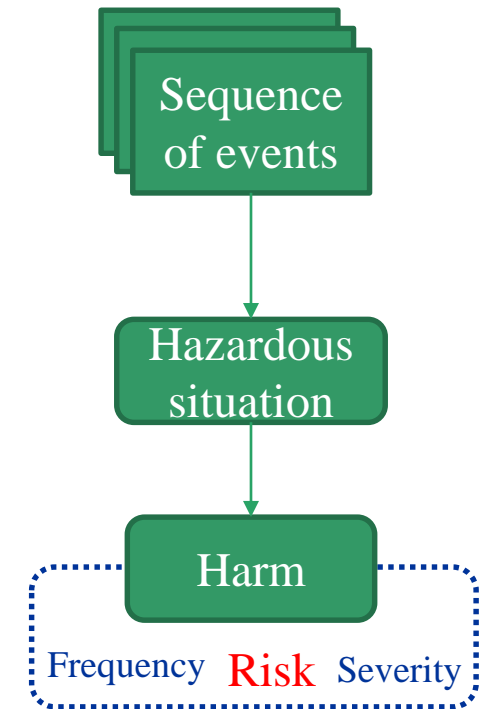 Sequence
of events
Hazardous
situation
Harm
Frequency Risk Severity